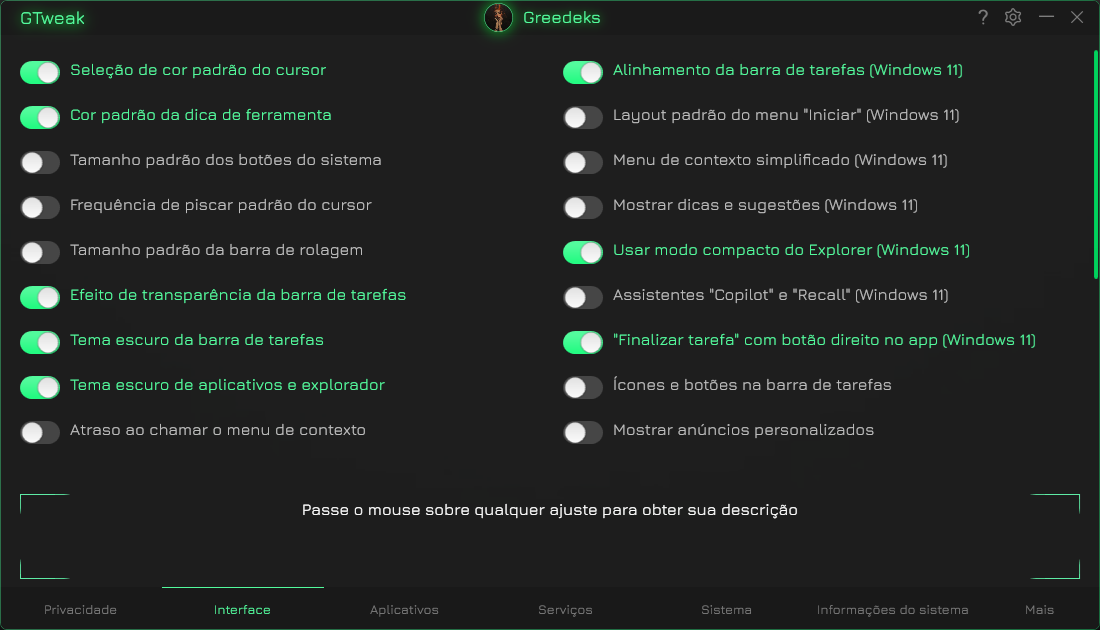 GTweak
Greedeks
?
Seleção de cor padrão do cursor
Cor padrão da dica de ferramenta
Tamanho padrão dos botões do sistema
Frequência de piscar padrão do cursor
Tamanho padrão da barra de rolagem
Efeito de transparência da barra de tarefas
Tema escuro da barra de tarefas
Tema escuro de aplicativos e explorador
Atraso ao chamar o menu de contexto
Alinhamento da barra de tarefas (Windows 11)
Layout padrão do menu "Iniciar" (Windows 11)
Menu de contexto simplificado (Windows 11)
Mostrar dicas e sugestões (Windows 11)
Usar modo compacto do Explorer (Windows 11)
Assistentes "Copilot" e "Recall" (Windows 11)
"Finalizar tarefa" com botão direito no app (Windows 11)
Ícones e botões na barra de tarefas
Mostrar anúncios personalizados
Passe o mouse sobre qualquer ajuste para obter sua descrição
Privacidade
Interface
Aplicativos
Serviços
Sistema
Informações do sistema
Mais